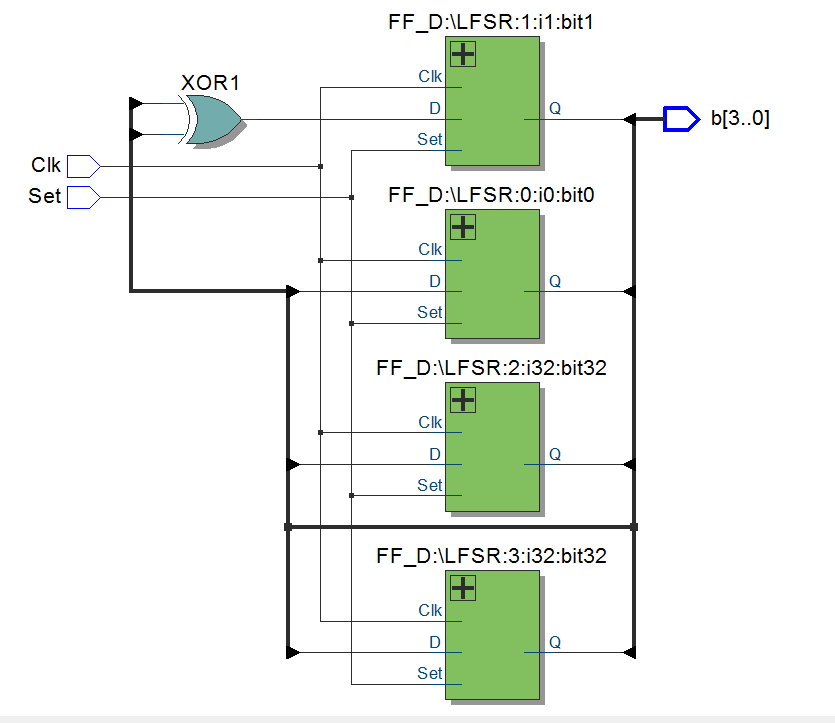 FF_D:\LFSR:1:i1:bit1
XOR1
Clk
D
Set
Q
b[3..0]
Clk
Set
FF_D:\LFSR:0:i0:bit0
Clk
D
Set
Q
FF_D:\LFSR:2:i32:bit32
Clk
D
Set
Q
FF_D:\LFSR:3:i32:bit32
Clk
D
Set
Q